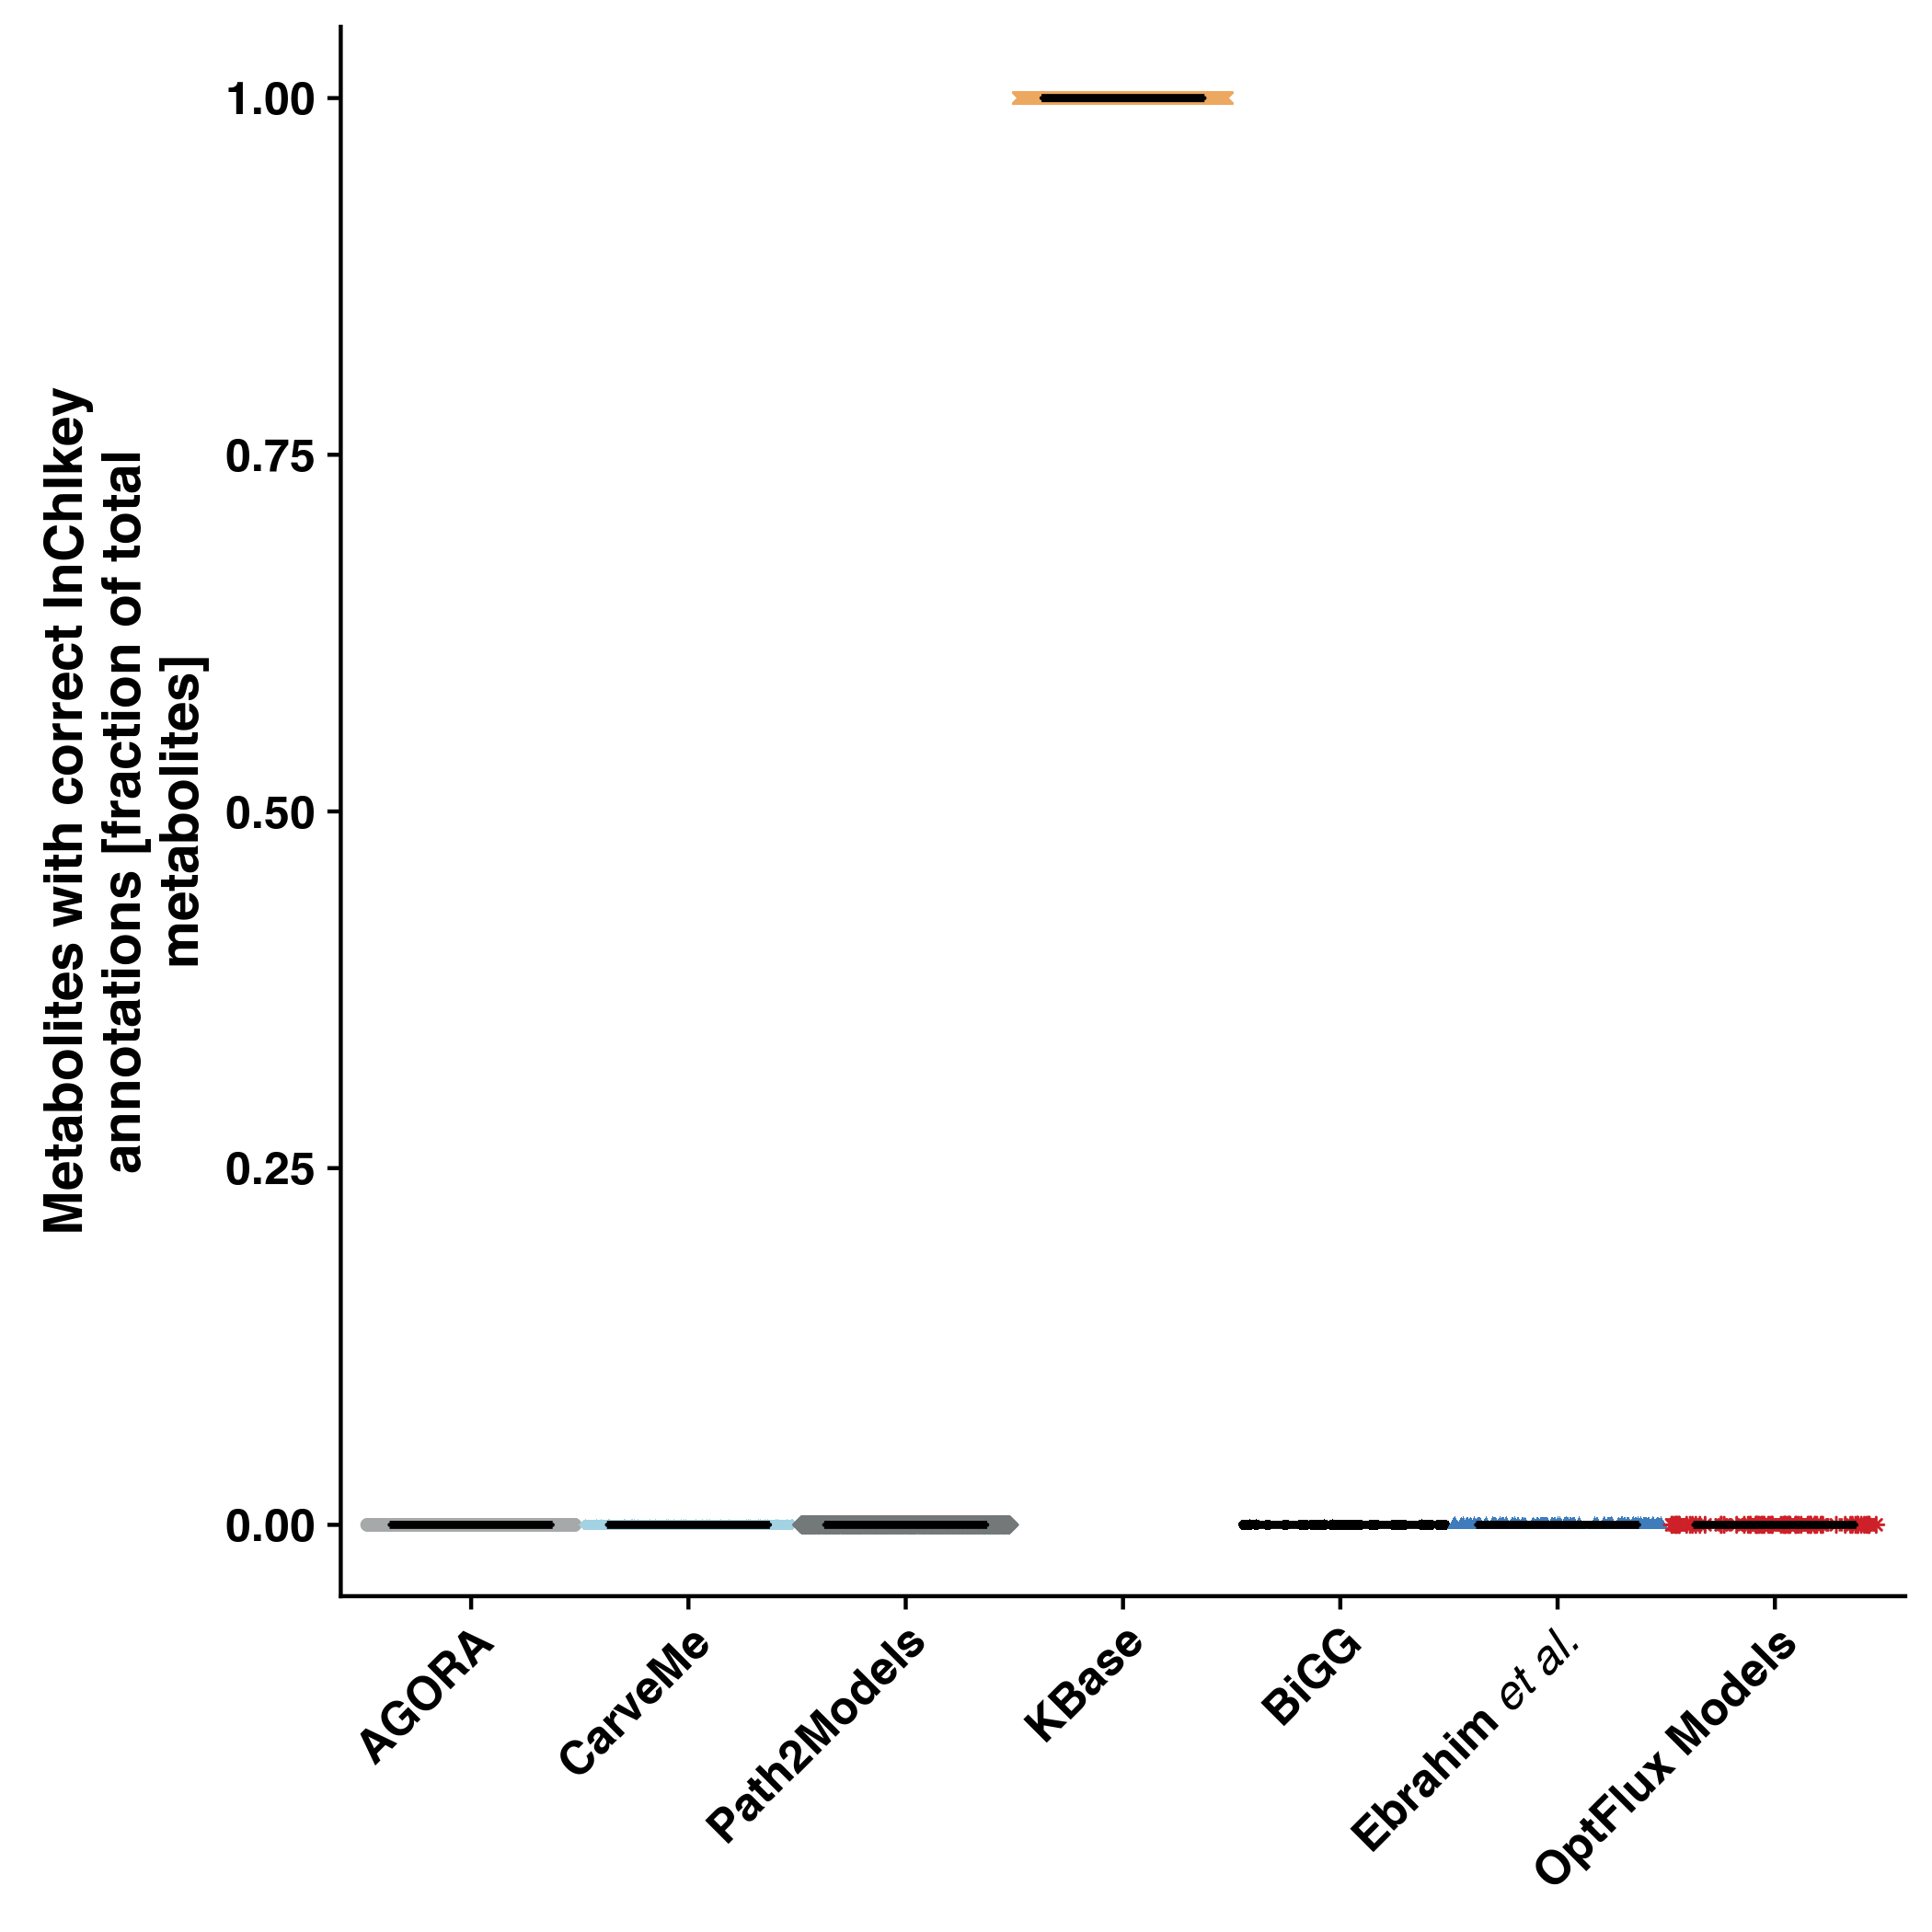 Metabolites with correct InChIkey
annotations [fraction of total
metabolites]
1.00
0.75
0.50
0.25
0.00
AGORA
CarveMe
Path2Models
KBase
BiGG
Ebrahim et al.
OptFlux Models